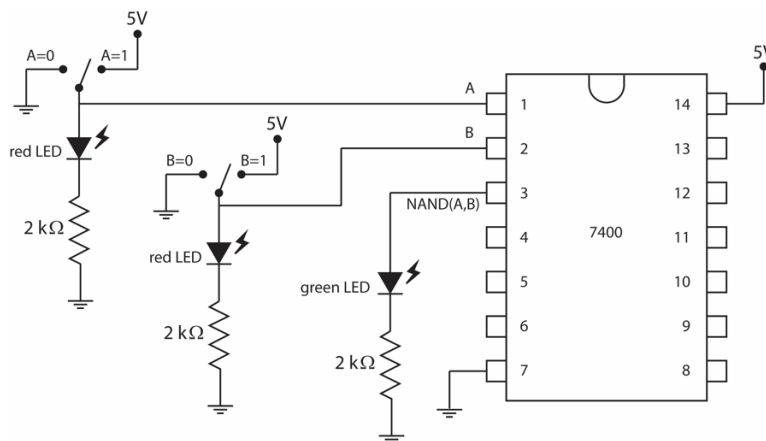 5V
A=0 A=1
5V
A
1 14
red LED
5V
B
2 13
B=0 B=1
3 12
NAND(A,B)
2 kΩ
4 7400 11
red LED
5 10
green LED
6 9
2 kΩ
2 kΩ
7 8